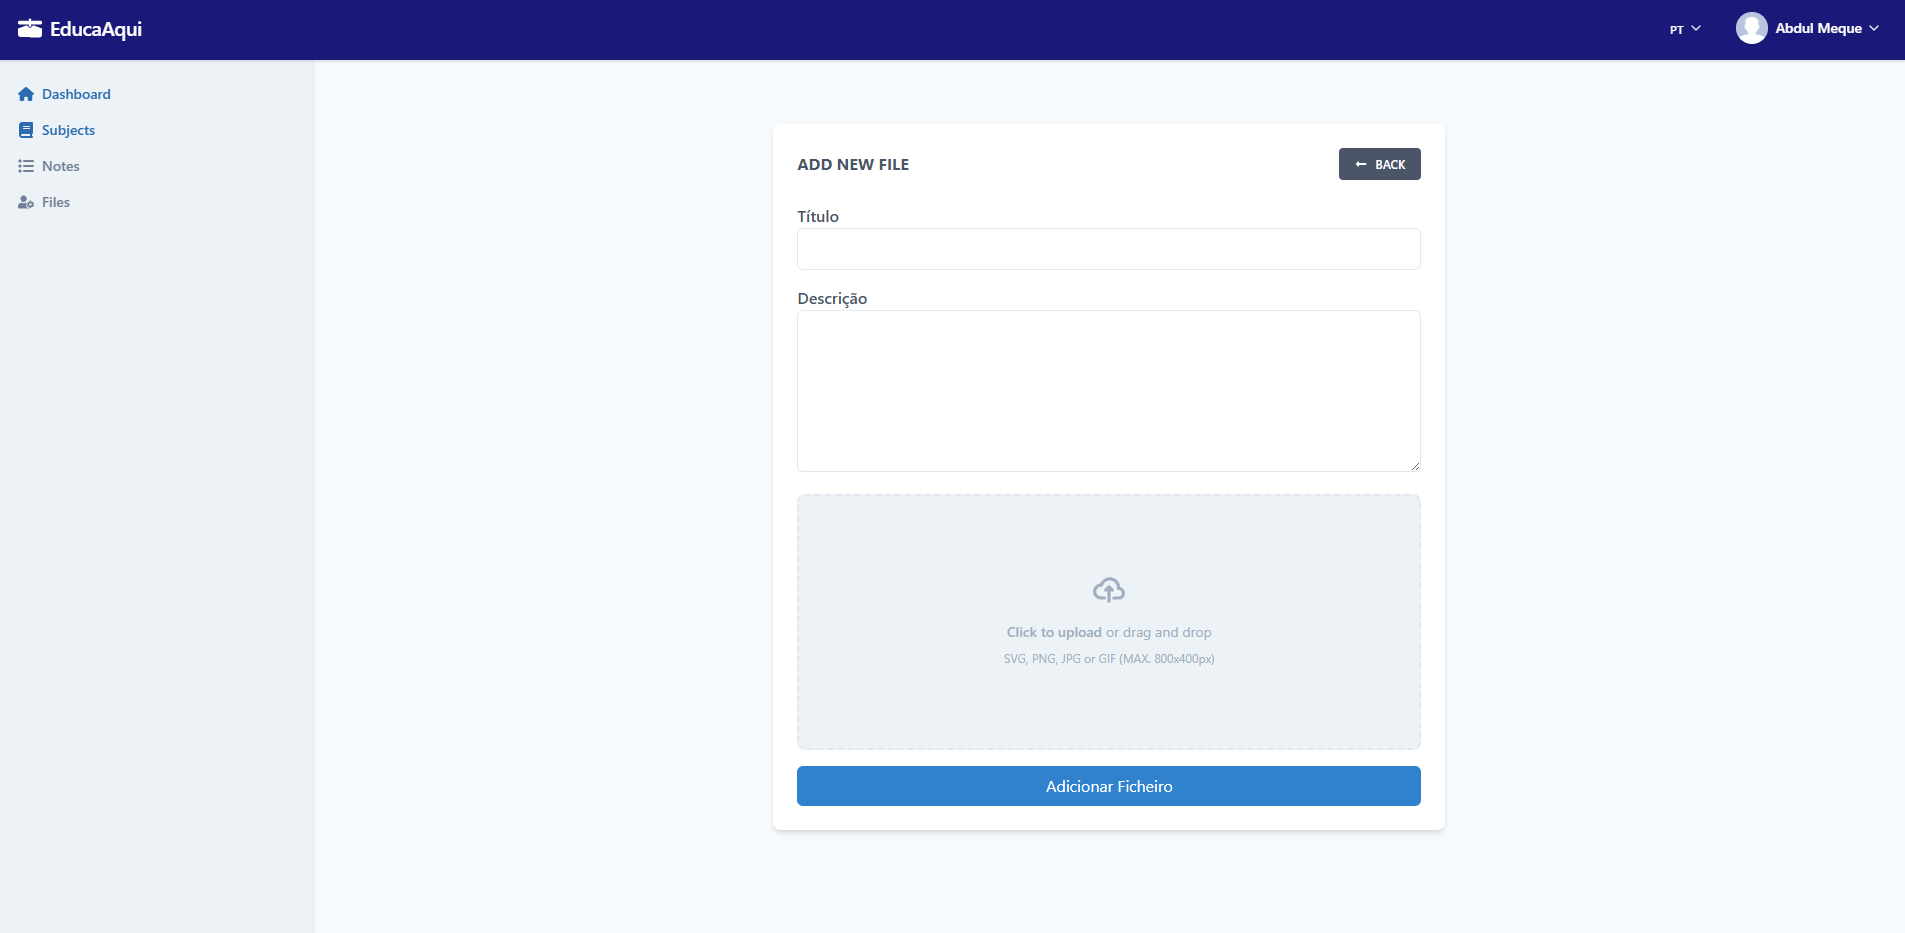 EducaAqui
PT
Abdul Meque
Dashboard
Subjects
Notes
Files
ADD NEW FILE
BACK
Título
Descrição
Click to upload or drag and drop
SVG, PNG, JPG or GIF (MAX. 800x400px)
Adicionar Ficheiro